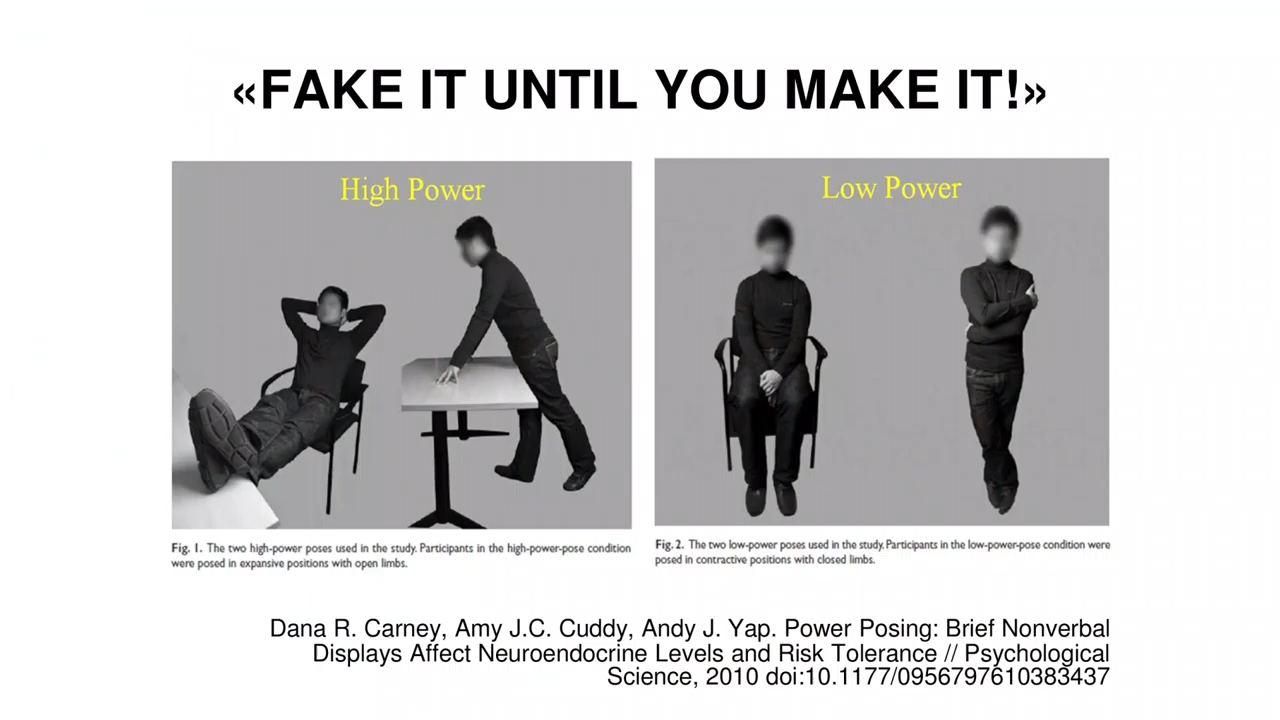 «FAKE IT UNTIL YOU MAKE IT!»
High Power
Fig. 1. The two high-power poses used in the study. Participants in the high-power-pose condition
were posed in expansive positions with open limbs.
Low Power
Fig. 2. The two low-power poses used in the study. Participants in the low-power-pose condition were
posed in contractive positions with closed limbs.
Dana R. Carney, Amy J.C. Cuddy, Andy J. Yap. Power Posing: Brief Nonverbal
Displays Affect Neuroendocrine Levels and Risk Tolerance // Psychological
Science, 2010 doi:10.1177/0956797610383437